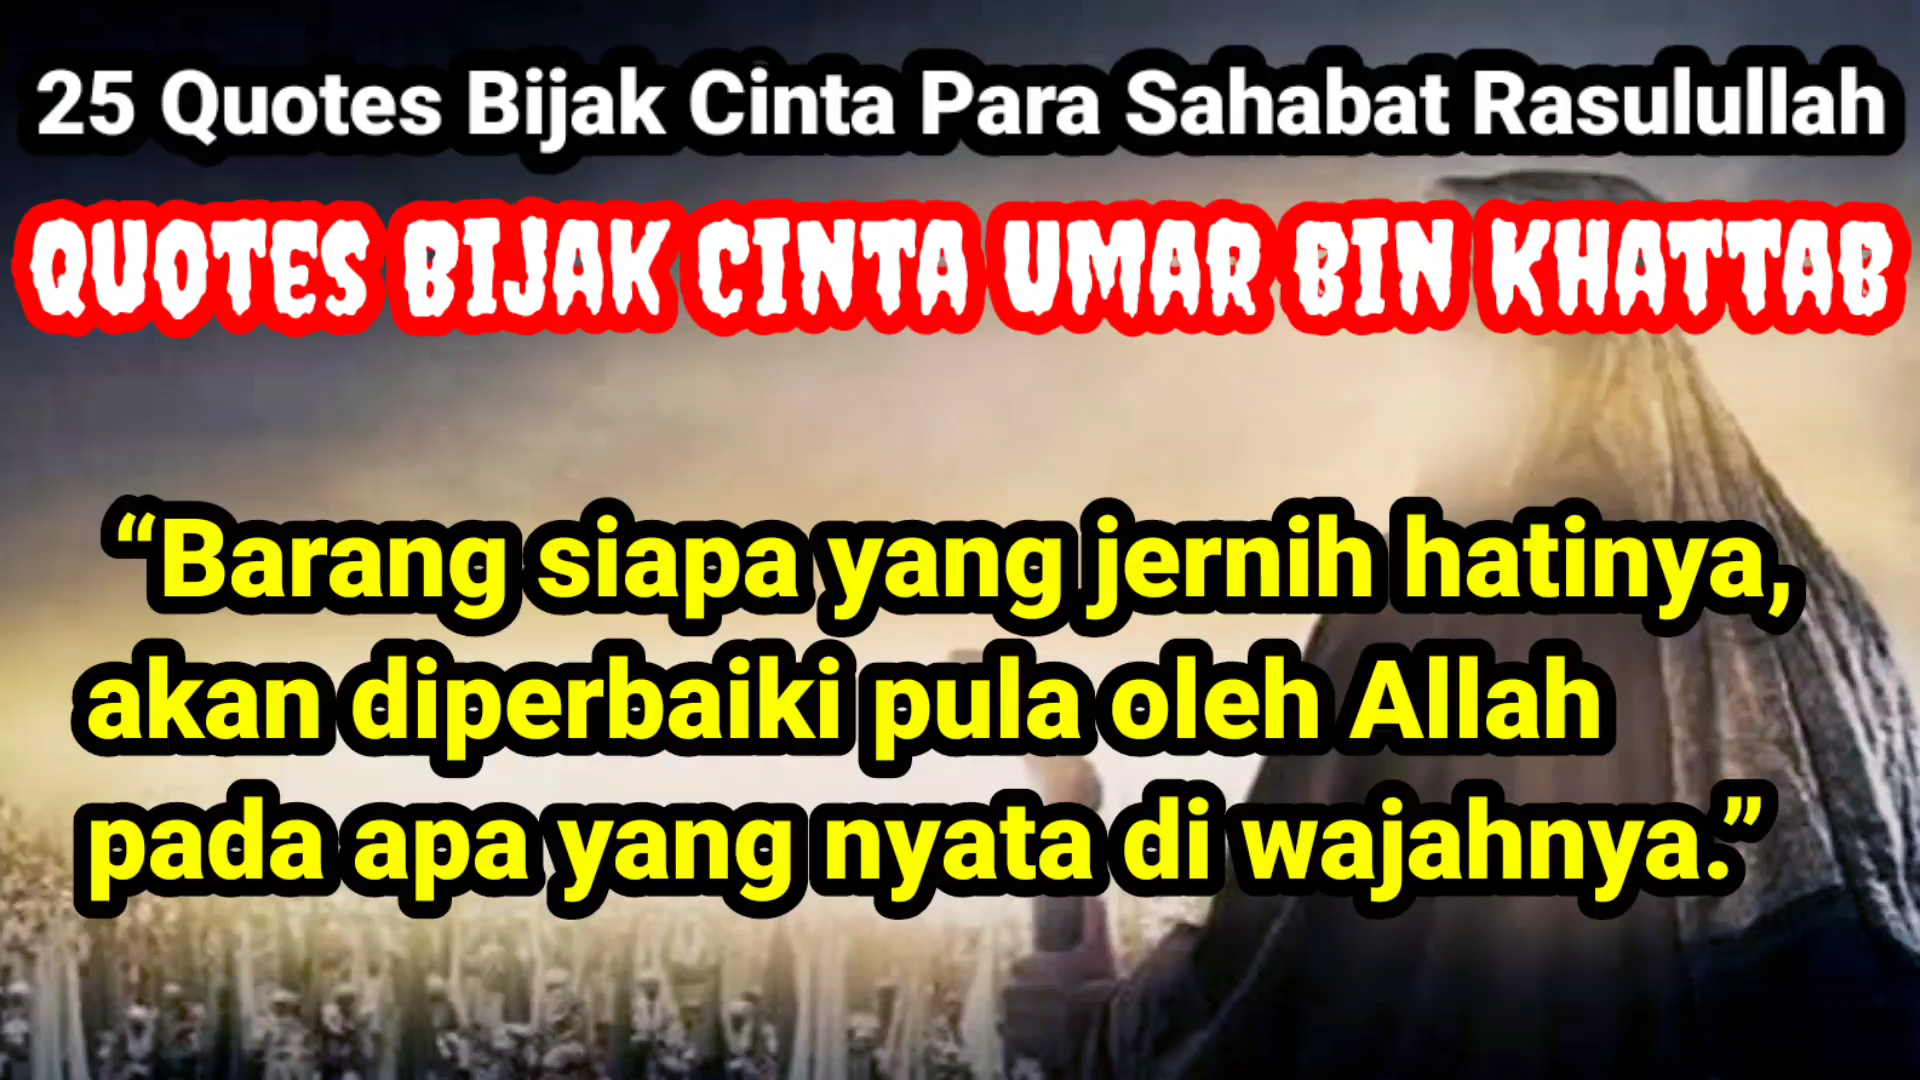 25 Quotes Bijak Cinta Para Sahabat Rasulullah
QUOTES BIJAK CINTA UMAR BIN KHATTAB
“Barang siapa yang jernih hatinya,
akan diperbaiki pula oleh Allah
pada apa yang nyata di wajahnya.”